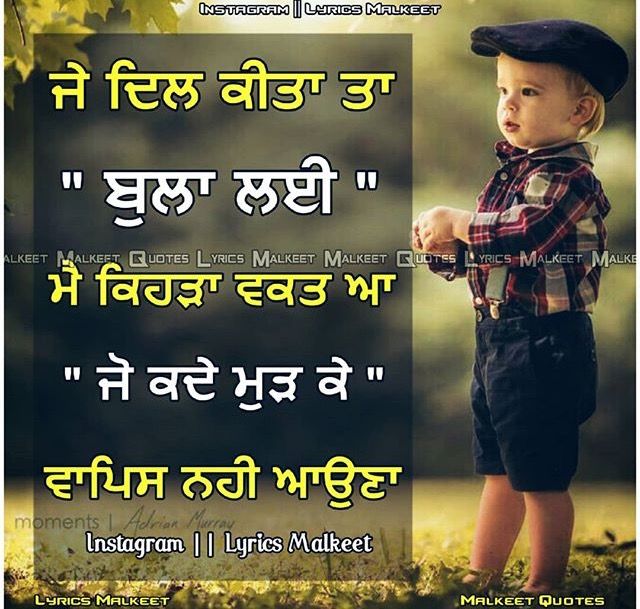 INSTAGRAM || LYRICS MALKEET
ਜੇ ਦਿਲ ਕੀਤਾ ਤਾ
" ਬੁਲਾ ਲਈ "
ALKEET MALKEET QUOTES LYRICS MALKEET MALKEET QUOTES LYRICS MALKEET MALKE
ਮੈ ਕਿਹੜਾ ਵਕਤ ਆ
" ਜੋ ਕਦੇ ਮੁੜ ਕੇ "
ਵਾਪਿਸ ਨਹੀ ਆਉਣਾ
moments | Adrian Murray
Instagram || Lyrics Malkeet
LYRICS MALKEET
MALKEET QUOTES